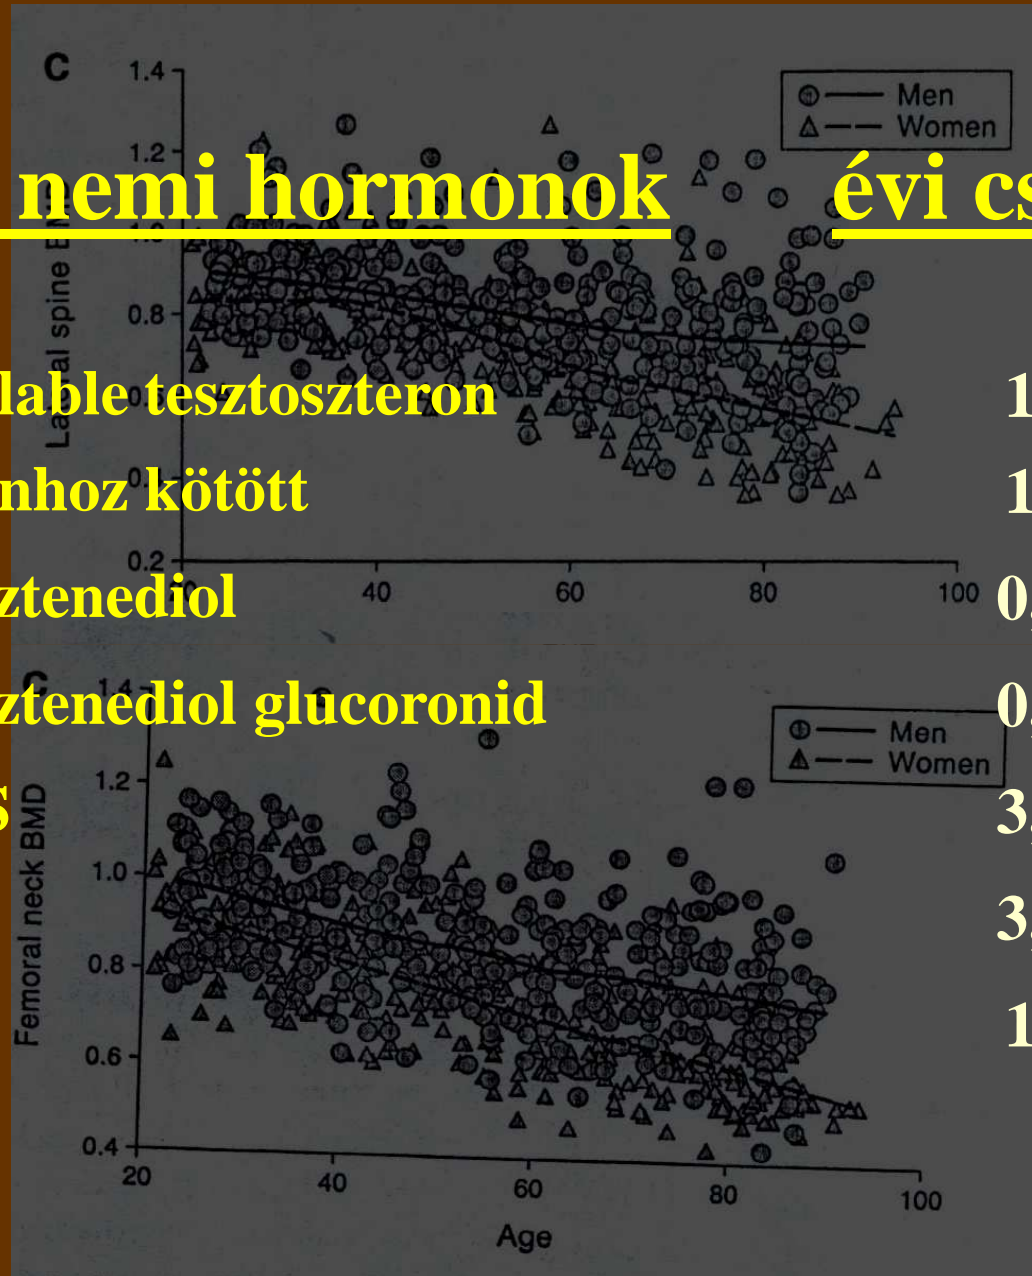 C
1.4
Men
Women
1.2
nemi hormonok évi cs
0.8
lable tesztoszteron 1
nhoz kötött 1
0.2
40 60 80 100
ztenediol 0,
C
1.4
ztenediol glucoronid 0,
Men
Women
1.2
S 3,
Femoral neck BMD
1.0
3,
0.8
1
0.6
0.4
20 40 60 80 100
Age